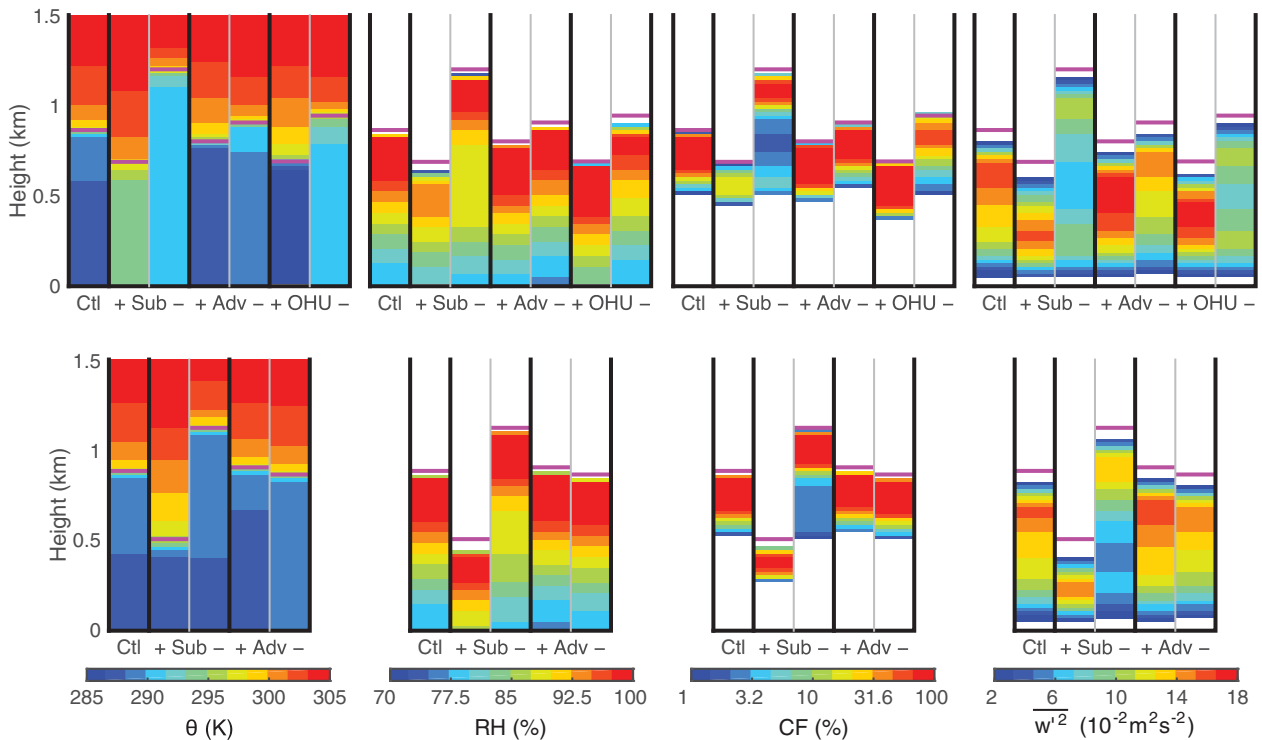 1.5
1
0.5
0
Height (km)
Ctl + Sub − + Adv − + OHU −
Ctl + Sub − + Adv − + OHU −
Ctl + Sub − + Adv − + OHU −
Ctl + Sub − + Adv − + OHU −
1.5
1
0.5
0
Height (km)
Ctl + Sub − + Adv −
Ctl + Sub − + Adv −
Ctl + Sub − + Adv −
Ctl + Sub − + Adv −
285 290 295 300 305
θ (K)
70 77.5 85 92.5 100
RH (%)
1 3.2 10 31.6 100
CF (%)
2 6 10 14 18
w'² (10⁻²m²s⁻²)